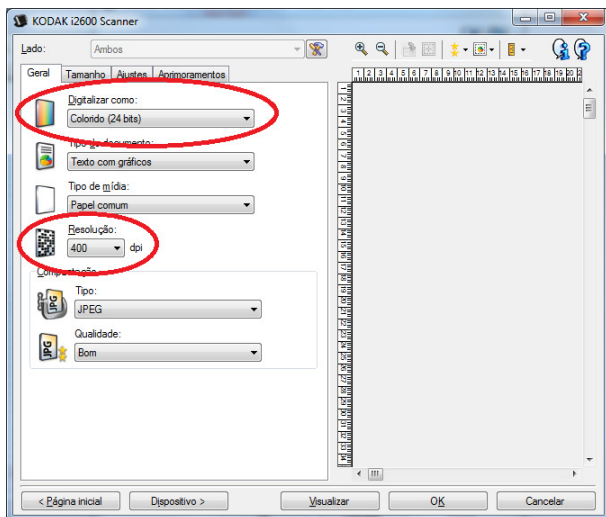 KODAK i2600 Scanner
Lado:
Ambos
Geral Tamanho Ajustes Aprimoramentos
Digitalizar como:
Colorido (24 bits)
Tipo de documento:
Texto com gráficos
Tipo de mídia:
Papel comum
Resolução:
400 dpi
Compactação
Tipo:
JPG JPEG
Qualidade:
JPG Bom
1 2 3 4 5 6 7 8 9 10 11 12 13 14 15 16 17 18 19 20 2
< Página inicial Dispositivo > Visualizar OK Cancelar